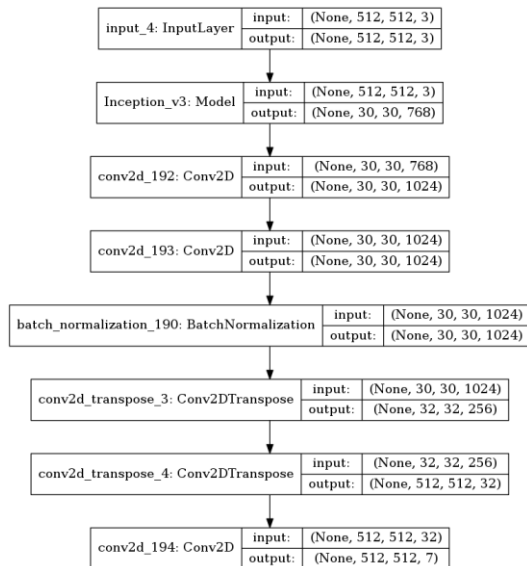 input_4: InputLayer
input: (None, 512, 512, 3)
output: (None, 512, 512, 3)
Inception_v3: Model
input: (None, 512, 512, 3)
output: (None, 30, 30, 768)
conv2d_192: Conv2D
input: (None, 30, 30, 768)
output: (None, 30, 30, 1024)
conv2d_193: Conv2D
input: (None, 30, 30, 1024)
output: (None, 30, 30, 1024)
batch_normalization_190: BatchNormalization
input: (None, 30, 30, 1024)
output: (None, 30, 30, 1024)
conv2d_transpose_3: Conv2DTranspose
input: (None, 30, 30, 1024)
output: (None, 32, 32, 256)
conv2d_transpose_4: Conv2DTranspose
input: (None, 32, 32, 256)
output: (None, 512, 512, 32)
conv2d_194: Conv2D
input: (None, 512, 512, 32)
output: (None, 512, 512, 7)